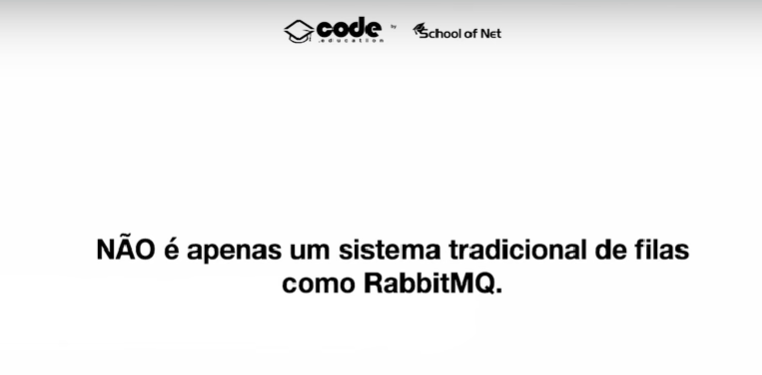 code by School of Net
.education
NÃO é apenas um sistema tradicional de filas
como RabbitMQ.